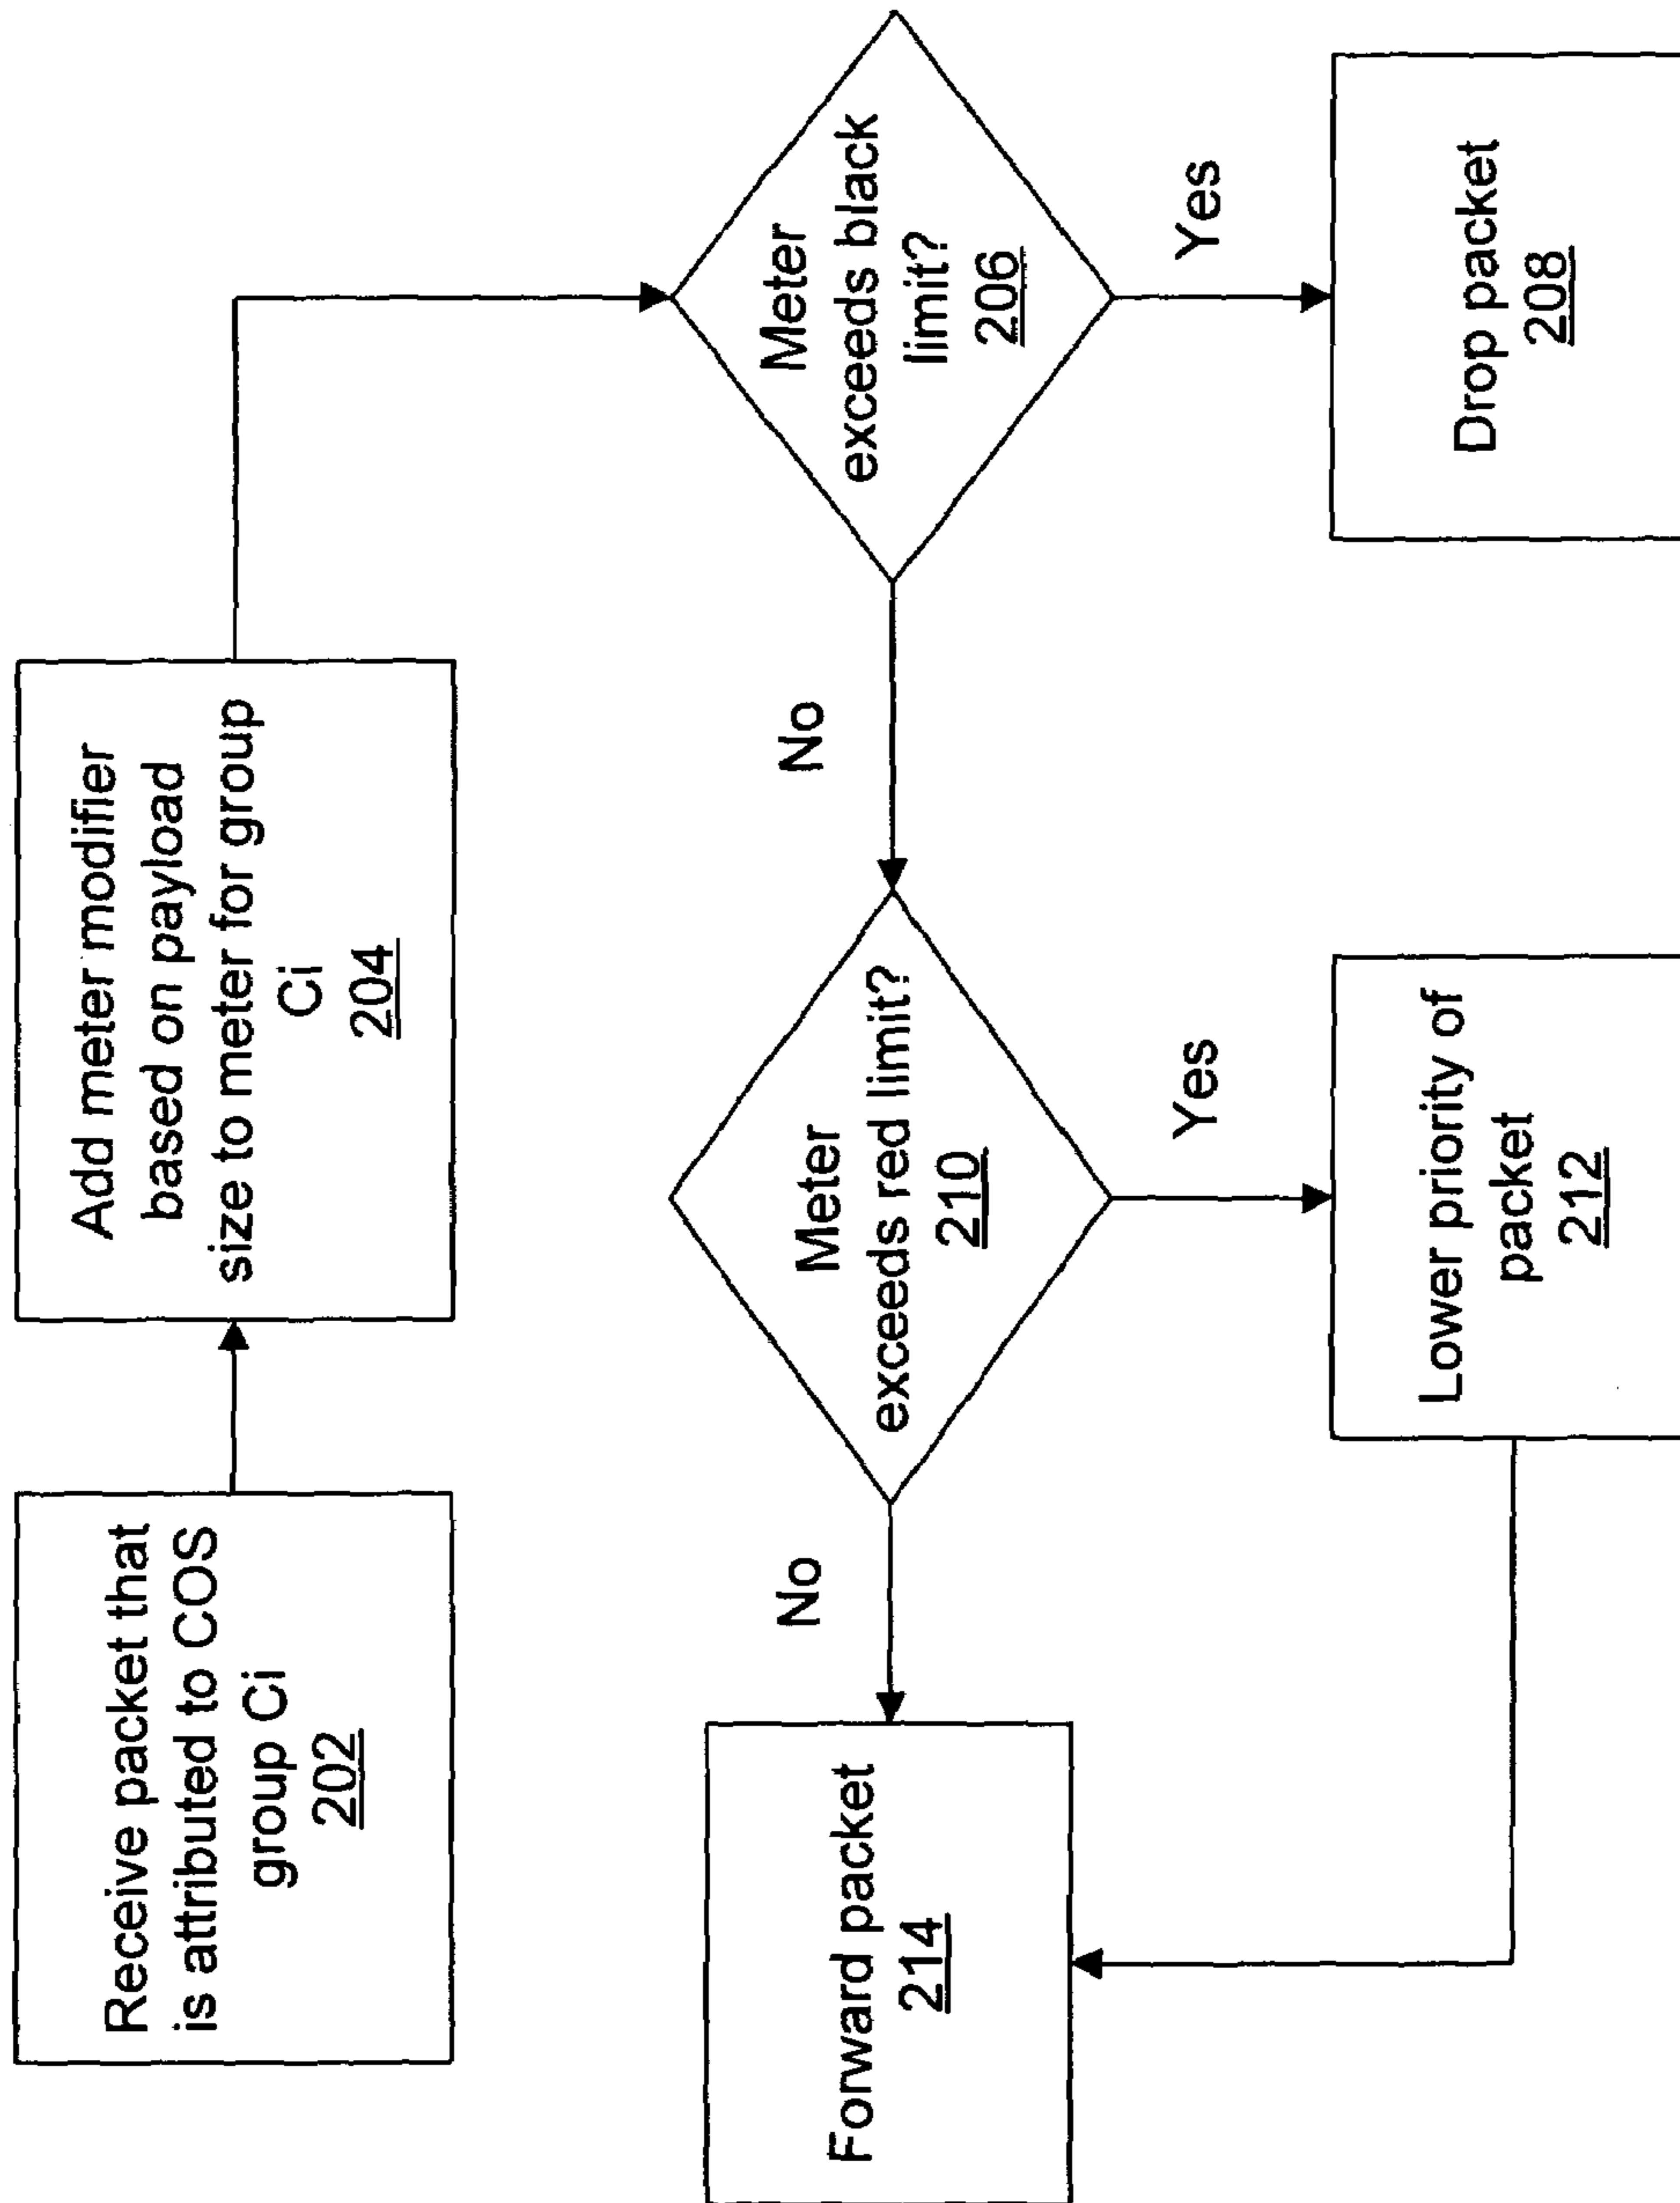 Receive packet that
is attributed to COS
group Ci
202
Add meter modifier
based on payload
size to meter for group
Ci
204
Meter
exceeds black
limit?
206
Yes
Drop packet
208
No
Meter
exceeds red limit?
210
Yes
Lower priority of
packet
212
No
Forward packet
214